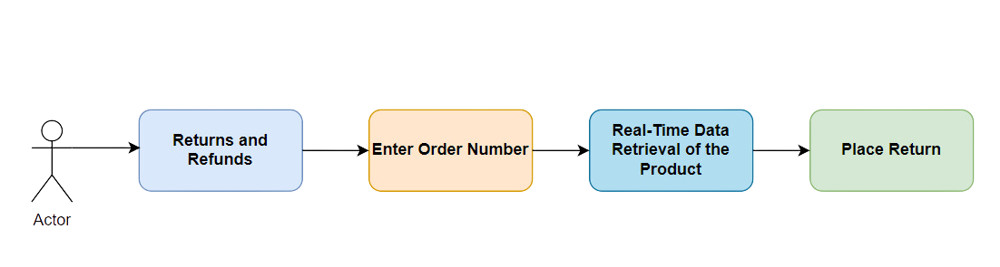 Returns and
Refunds
Enter Order Number
Real-Time Data
Retrieval of the
Product
Place Return
Actor